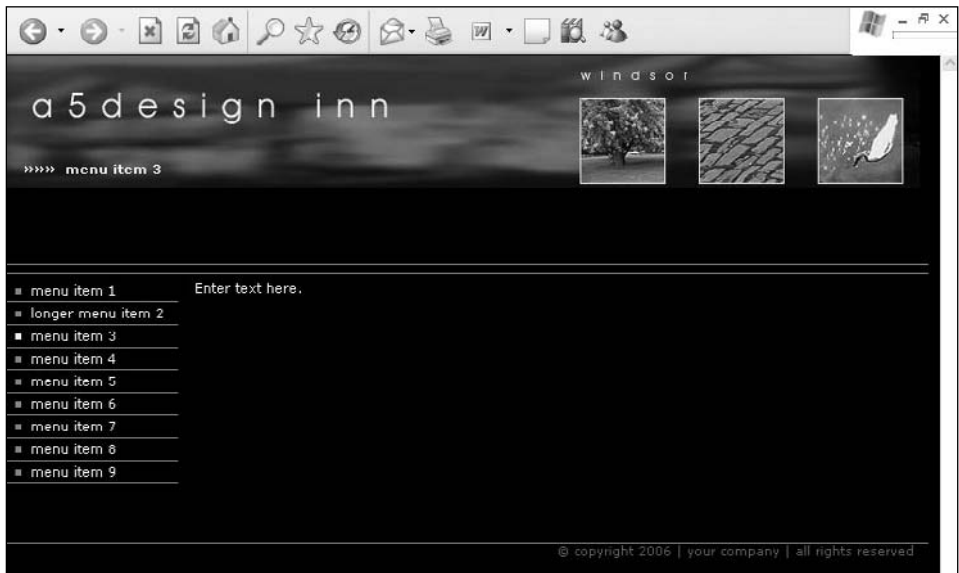 windsor
a5design inn
»»»» menu item 3
menu item 1
Enter text here.
longer menu item 2
menu item 3
menu item 4
menu item 5
menu item 6
menu item 7
menu item 8
menu item 9
© copyright 2006 | your company | all rights reserved